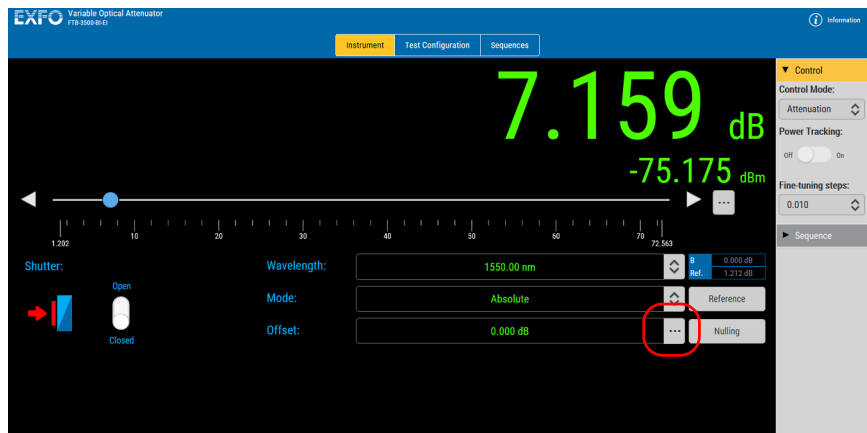 EXFO Variable Optical Attenuator
FTB-3500-BI-EI
i Information
Instrument Test Configuration Sequences
7.159 dB
-75.175 dBm
...
1.202 10 20 30 40 50 60 70 72.563
Shutter:
Open
Closed
Wavelength: 1550.00 nm
B 0.000 dB
Ref. 1.212 dB
Mode: Absolute Reference
Offset: 0.000 dB ... Nulling
Control
Control Mode:
Attenuation
Power Tracking:
Off On
Fine-tuning steps:
0.010
Sequence